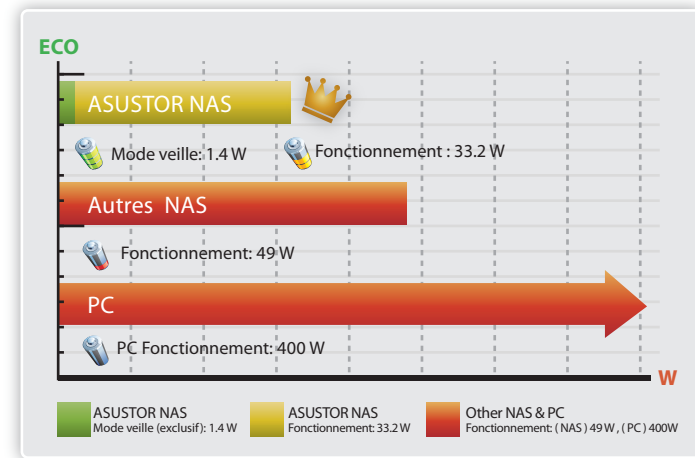 ECO
ASUSTOR NAS
Mode veille: 1.4 W
Fonctionnement : 33.2 W
Autres NAS
Fonctionnement: 49 W
PC
PC Fonctionnement: 400 W
W
ASUSTOR NAS
Mode veille (exclusif): 1.4 W
ASUSTOR NAS
Fonctionnement: 33.2 W
Other NAS & PC
Fonctionnement: ( NAS ) 49 W , ( PC ) 400W